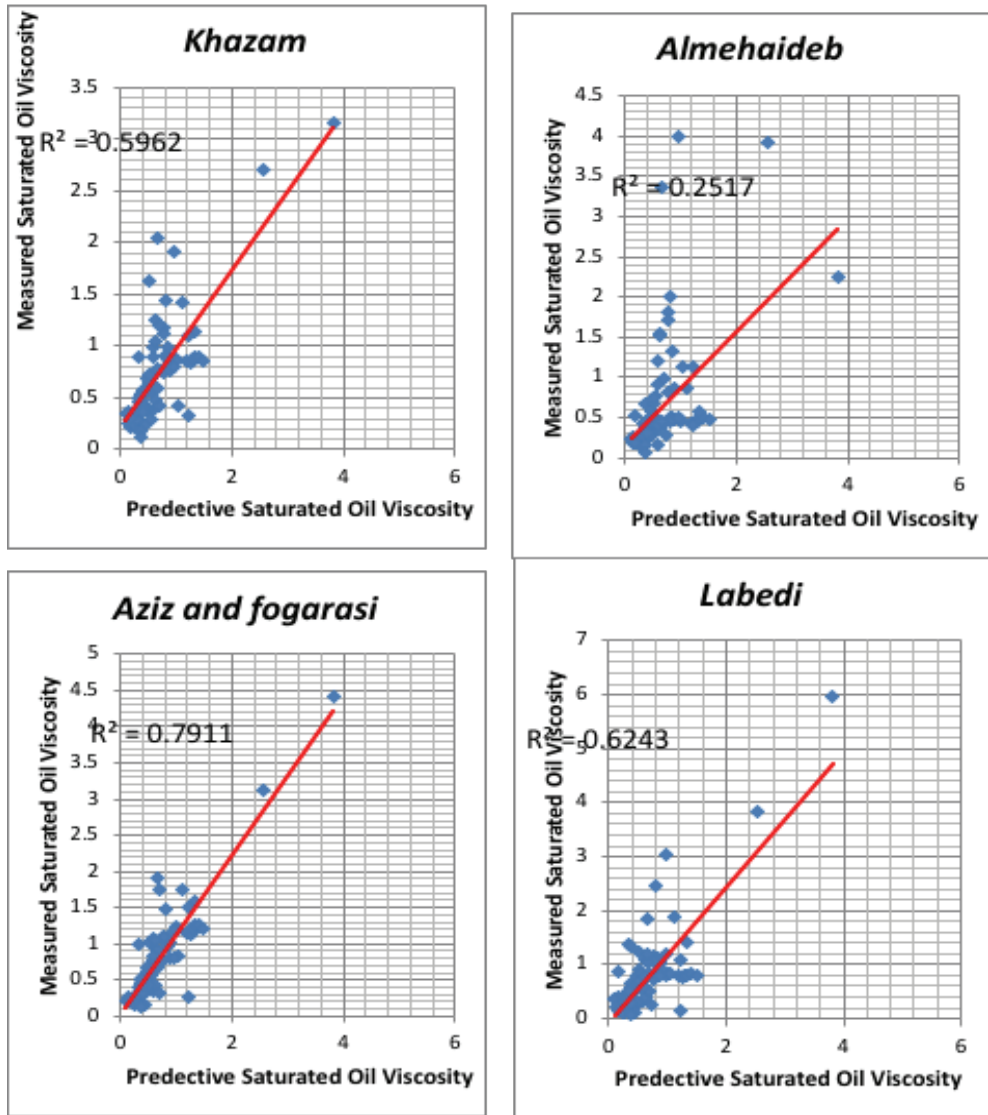 Khazam
Measured Saturated Oil Viscosity
3.5
3
R² = 0.5962
2.5
2
1.5
1
0.5
0
0 2 4 6
Predective Saturated Oil Viscosity
Almehaideb
Measured Saturated Oil Viscosity
4.5
4
3.5
R² = 0.2517
3
2.5
2
1.5
1
0.5
0
0 2 4 6
Predective Saturated Oil Viscosity
Aziz and fogarasi
Measured Saturated Oil Viscosity
5
4.5
4
R² = 0.7911
3.5
3
2.5
2
1.5
1
0.5
0
0 2 4 6
Predective Saturated Oil Viscosity
Labedi
Measured Saturated Oil Viscosity
7
6
R² = 0.6243
5
4
3
2
1
0
0 2 4 6
Predective Saturated Oil Viscosity